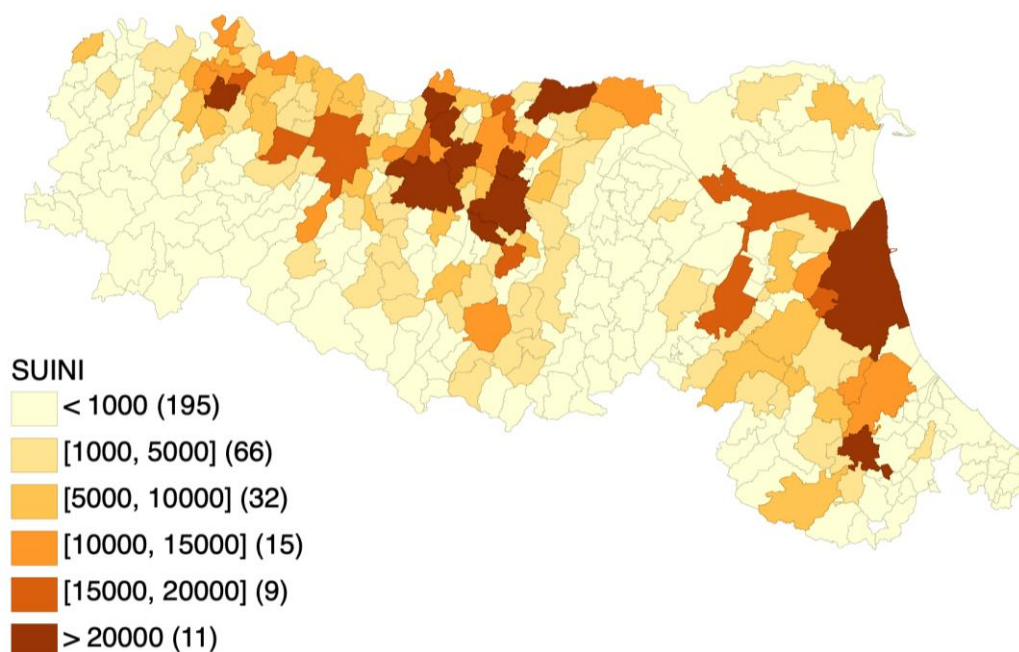 SUINI
< 1000 (195)
[1000, 5000] (66)
[5000, 10000] (32)
[10000, 15000] (15)
[15000, 20000] (9)
> 20000 (11)